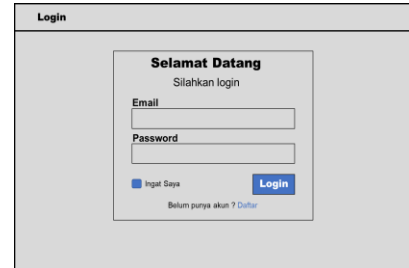 Login
Selamat Datang
Silahkan login
Email
Password
Ingat Saya
Login
Belum punya akun ? Daftar